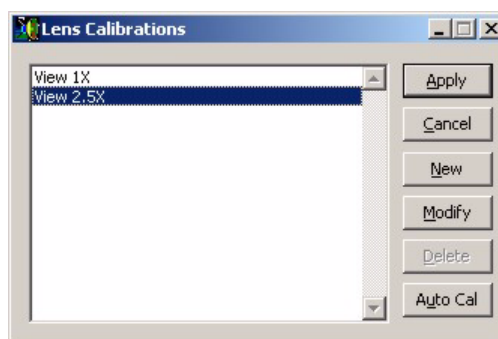 Lens Calibrations
View 1X
View 2.5X
Apply
Cancel
New
Modify
Delete
Auto Cal